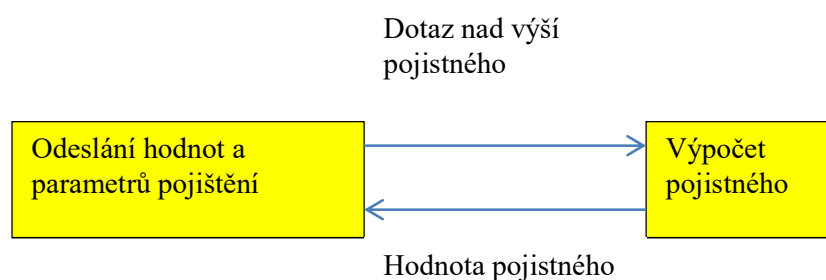 Dotaz nad výší
pojistného
Odeslání hodnot a
parametrů pojištění
Výpočet
pojistného
Hodnota pojistného